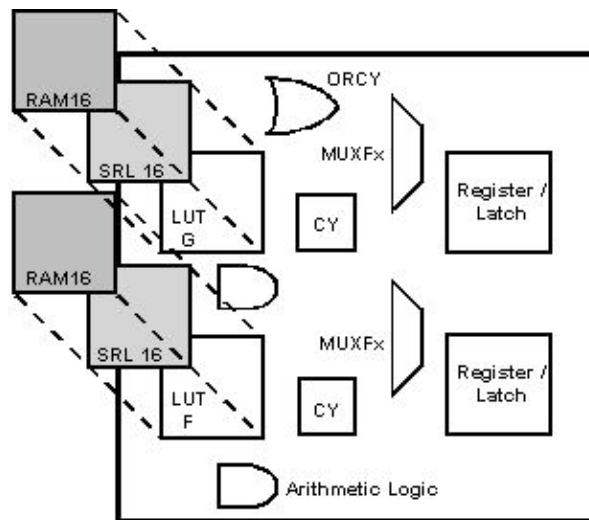 ORCY
RAM16
MUXFx
SRL 16
Register /
Latch
LUT
G
CY
RAM16
MUXFx
SRL 16
Register /
Latch
LUT
F
CY
Arithmetic Logic